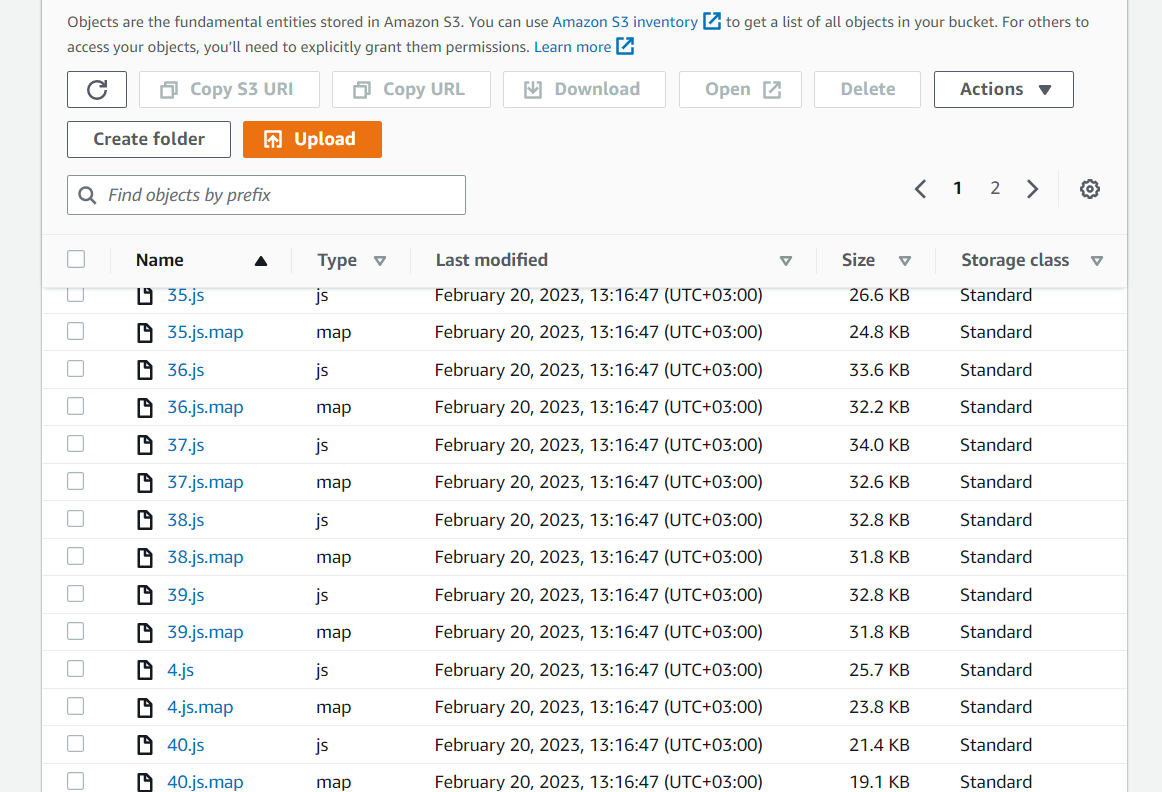 Objects are the fundamental entities stored in Amazon S3. You can use Amazon S3 inventory to get a list of all objects in your bucket. For others to
access your objects, you'll need to explicitly grant them permissions. Learn more
Copy S3 URI Copy URL Download Open Delete Actions
Create folder Upload
Find objects by prefix 1 2
Name Type Last modified Size Storage class
35.js js February 20, 2023, 13:16:47 (UTC+03:00) 26.6 KB Standard
35.js.map map February 20, 2023, 13:16:47 (UTC+03:00) 24.8 KB Standard
36.js js February 20, 2023, 13:16:47 (UTC+03:00) 33.6 KB Standard
36.js.map map February 20, 2023, 13:16:47 (UTC+03:00) 32.2 KB Standard
37.js js February 20, 2023, 13:16:47 (UTC+03:00) 34.0 KB Standard
37.js.map map February 20, 2023, 13:16:47 (UTC+03:00) 32.6 KB Standard
38.js js February 20, 2023, 13:16:47 (UTC+03:00) 32.8 KB Standard
38.js.map map February 20, 2023, 13:16:47 (UTC+03:00) 31.8 KB Standard
39.js js February 20, 2023, 13:16:47 (UTC+03:00) 32.8 KB Standard
39.js.map map February 20, 2023, 13:16:47 (UTC+03:00) 31.8 KB Standard
4.js js February 20, 2023, 13:16:47 (UTC+03:00) 25.7 KB Standard
4.js.map map February 20, 2023, 13:16:47 (UTC+03:00) 23.8 KB Standard
40.js js February 20, 2023, 13:16:47 (UTC+03:00) 21.4 KB Standard
40.js.map map February 20, 2023, 13:16:47 (UTC+03:00) 19.1 KB Standard